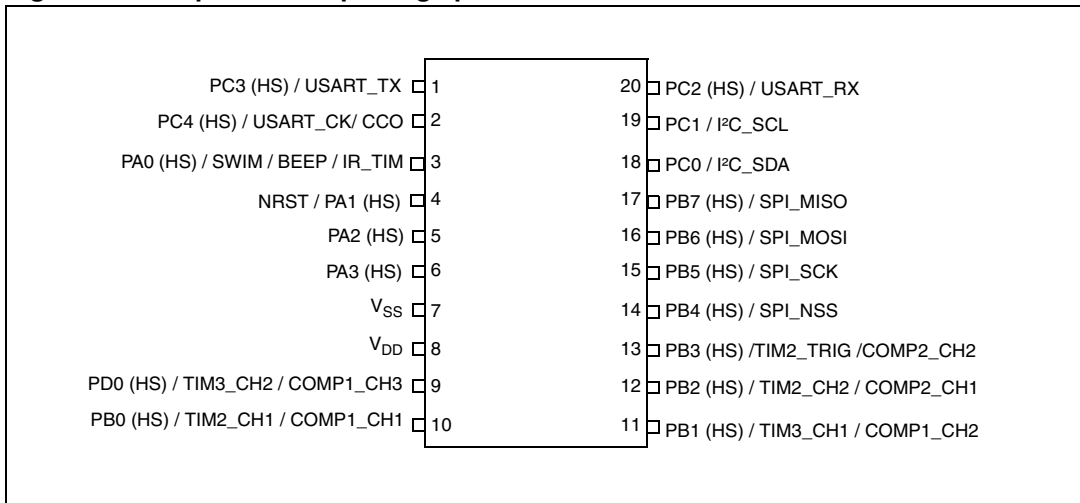 PC3 (HS) / USART_TX 1
PC4 (HS) / USART_CK/ CCO 2
PA0 (HS) / SWIM / BEEP / IR_TIM 3
NRST / PA1 (HS) 4
PA2 (HS) 5
PA3 (HS) 6
VSS 7
VDD 8
PD0 (HS) / TIM3_CH2 / COMP1_CH3 9
PB0 (HS) / TIM2_CH1 / COMP1_CH1 10
20 PC2 (HS) / USART_RX
19 PC1 / I²C_SCL
18 PC0 / I²C_SDA
17 PB7 (HS) / SPI_MISO
16 PB6 (HS) / SPI_MOSI
15 PB5 (HS) / SPI_SCK
14 PB4 (HS) / SPI_NSS
13 PB3 (HS) /TIM2_TRIG /COMP2_CH2
12 PB2 (HS) / TIM2_CH2 / COMP2_CH1
11 PB1 (HS) / TIM3_CH1 / COMP1_CH2